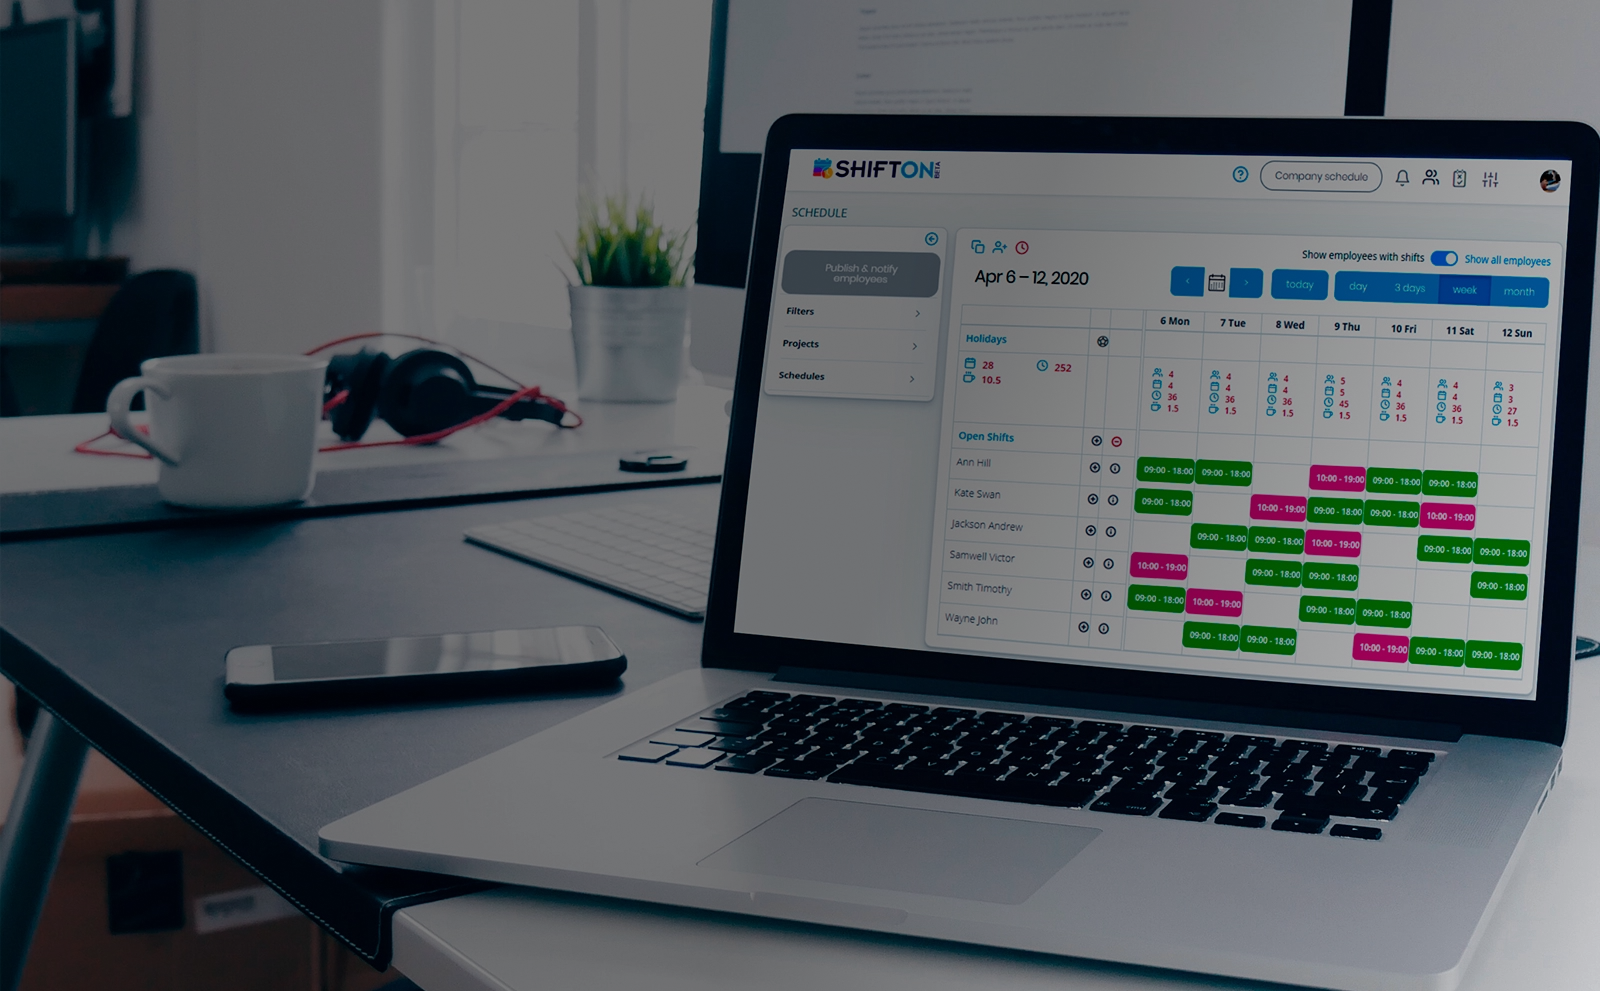 SHIFTON BETA
Company schedule
SCHEDULE
Publish & notify
employees
Filters
Projects
Schedules
Show employees with shifts Show all employees
Apr 6 – 12, 2020
today day 3 days week month
6 Mon 7 Tue 8 Wed 9 Thu 10 Fri 11 Sat 12 Sun
Holidays
28 252
10.5
4 4 4 5 4 4 3
4 4 4 5 4 4 3
36 36 36 45 36 36 27
1.5 1.5 1.5 1.5 1.5 1.5 1.5
Open Shifts
Ann Hill 09:00 - 18:00 09:00 - 18:00 10:00 - 19:00 09:00 - 18:00 09:00 - 18:00
Kate Swan 09:00 - 18:00 10:00 - 19:00 09:00 - 18:00 09:00 - 18:00 10:00 - 19:00
Jackson Andrew 09:00 - 18:00 09:00 - 18:00 10:00 - 19:00 09:00 - 18:00 09:00 - 18:00
Samwell Victor 10:00 - 19:00 09:00 - 18:00 09:00 - 18:00 09:00 - 18:00
Smith Timothy 09:00 - 18:00 10:00 - 19:00 09:00 - 18:00 09:00 - 18:00
Wayne John 09:00 - 18:00 09:00 - 18:00 10:00 - 19:00 09:00 - 18:00 09:00 - 18:00